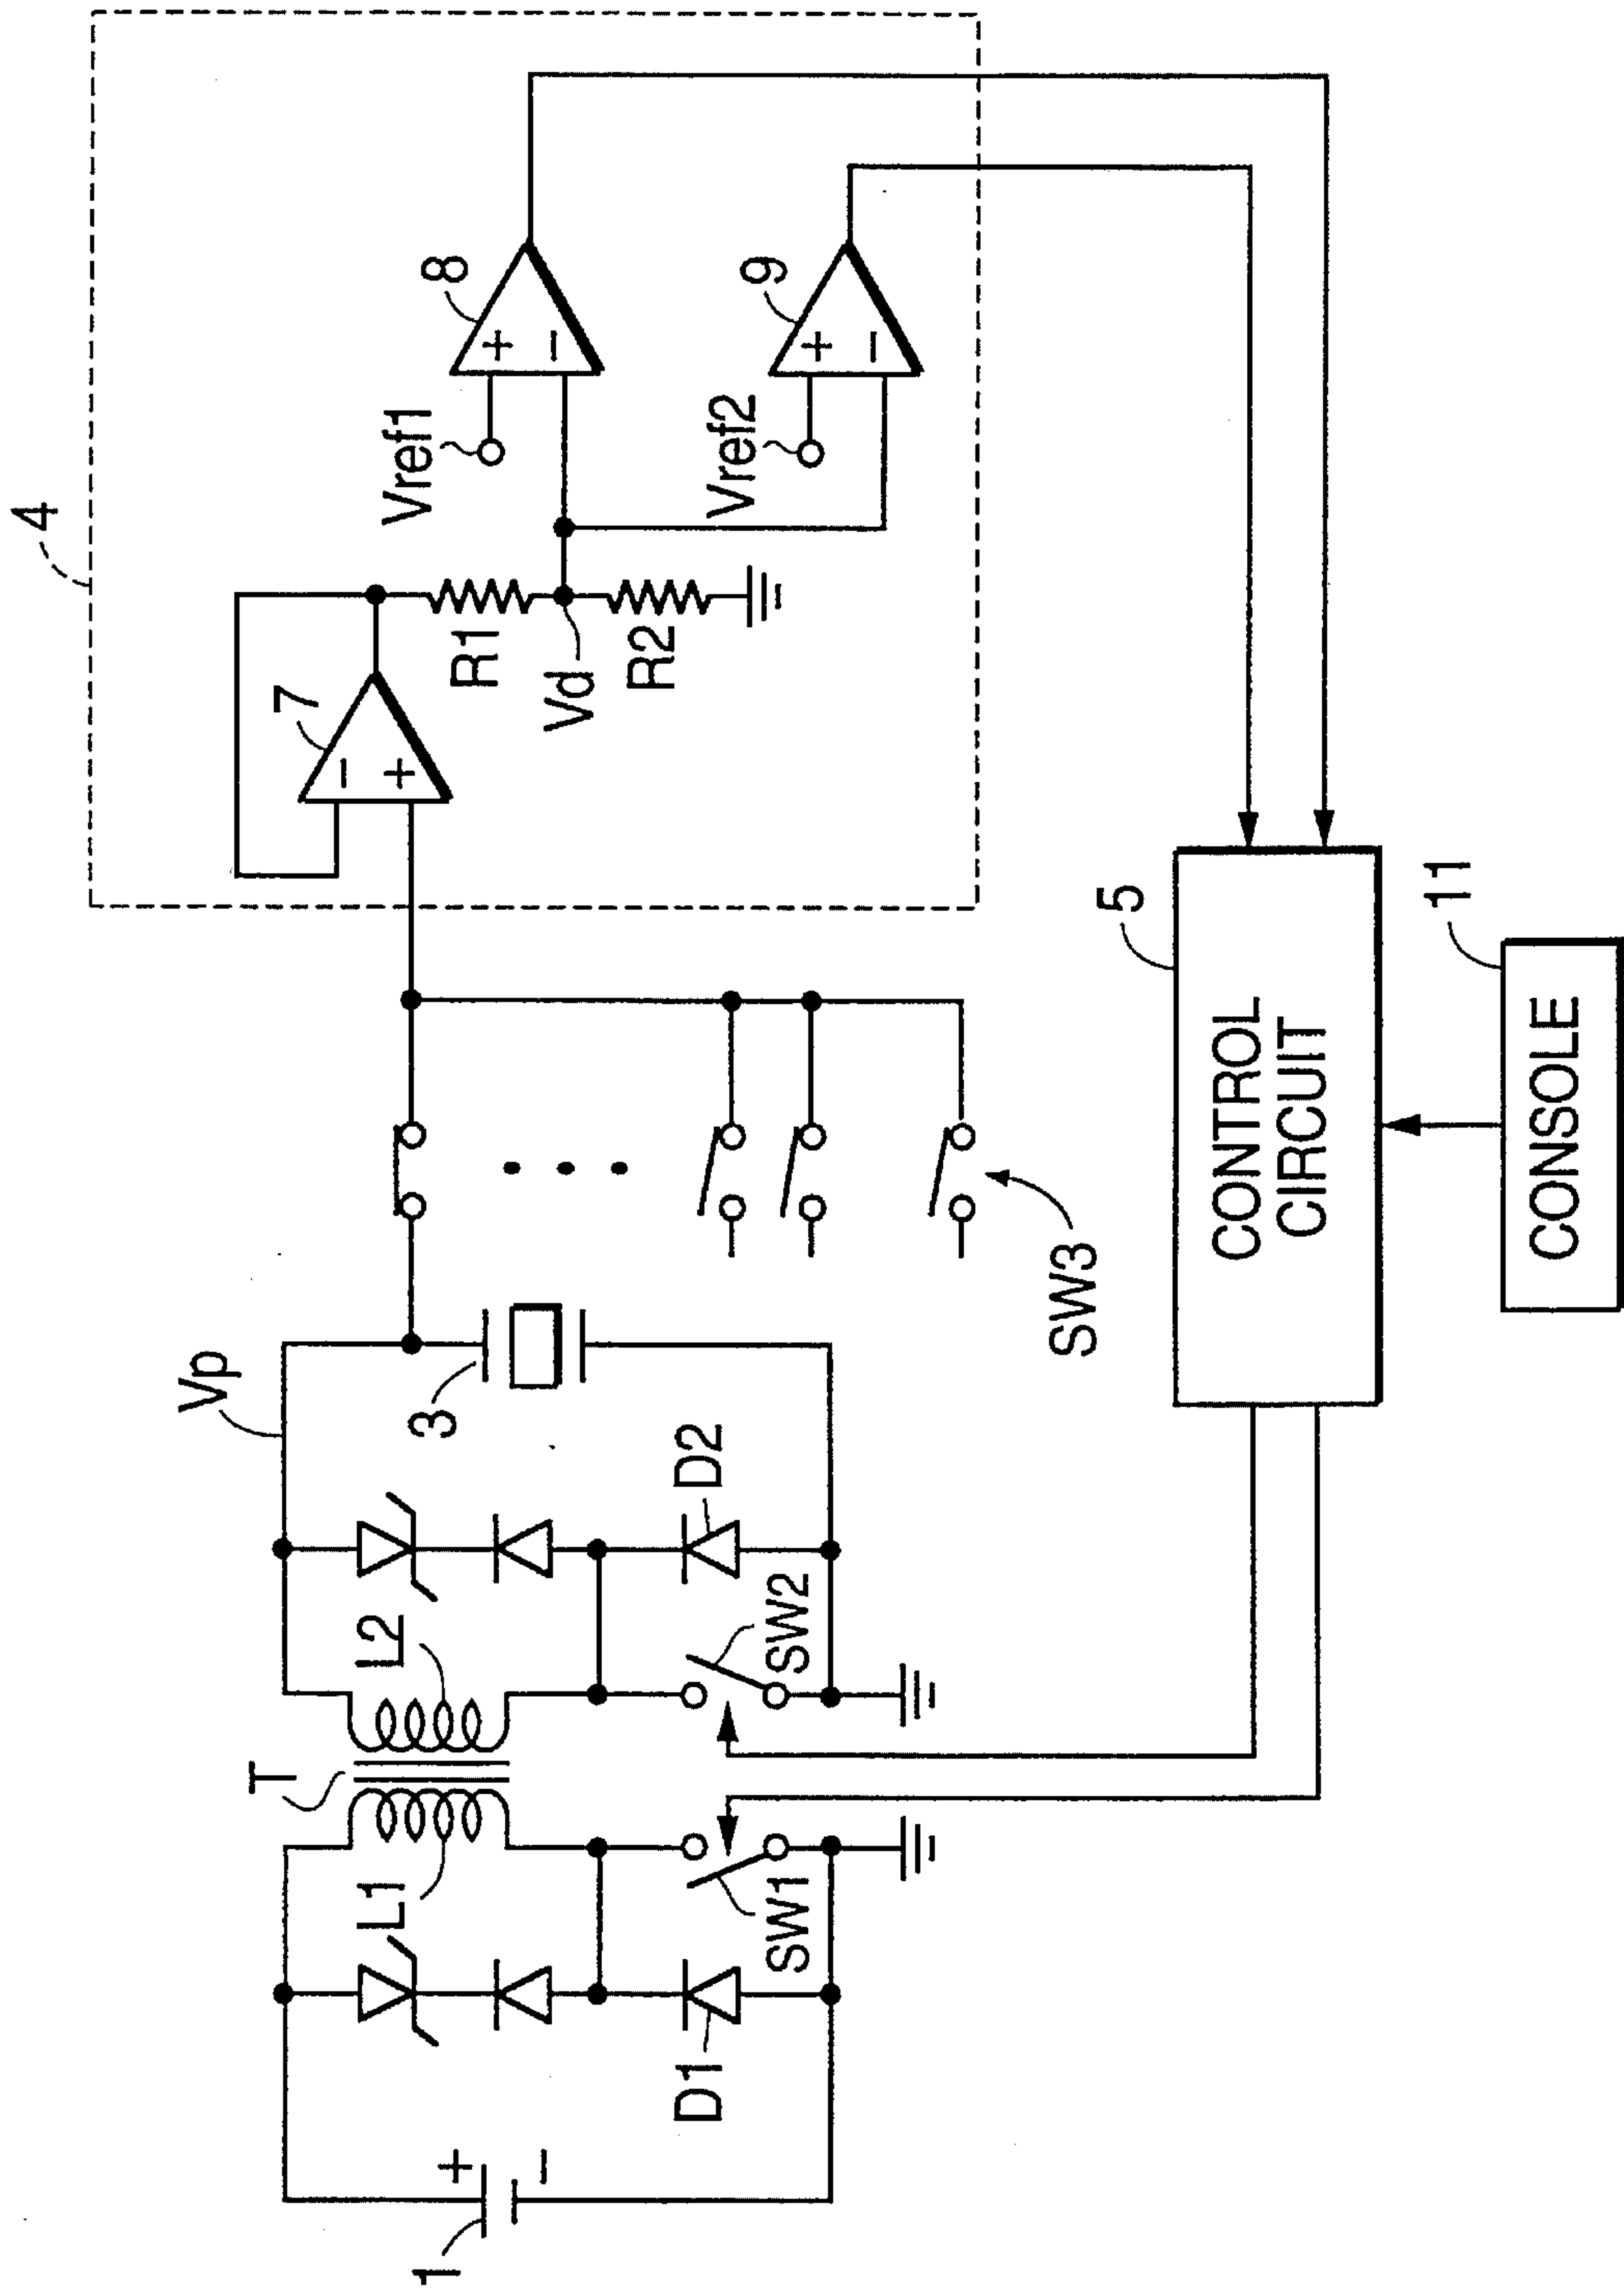 4
8
+
−
Vref1
9
+
−
Vref2
7
−
+
R1
Vd
R2
Vp
3
T
L1
L2
D1
D2
SW1
SW2
SW3
1
+
−
5
CONTROL
CIRCUIT
11
CONSOLE